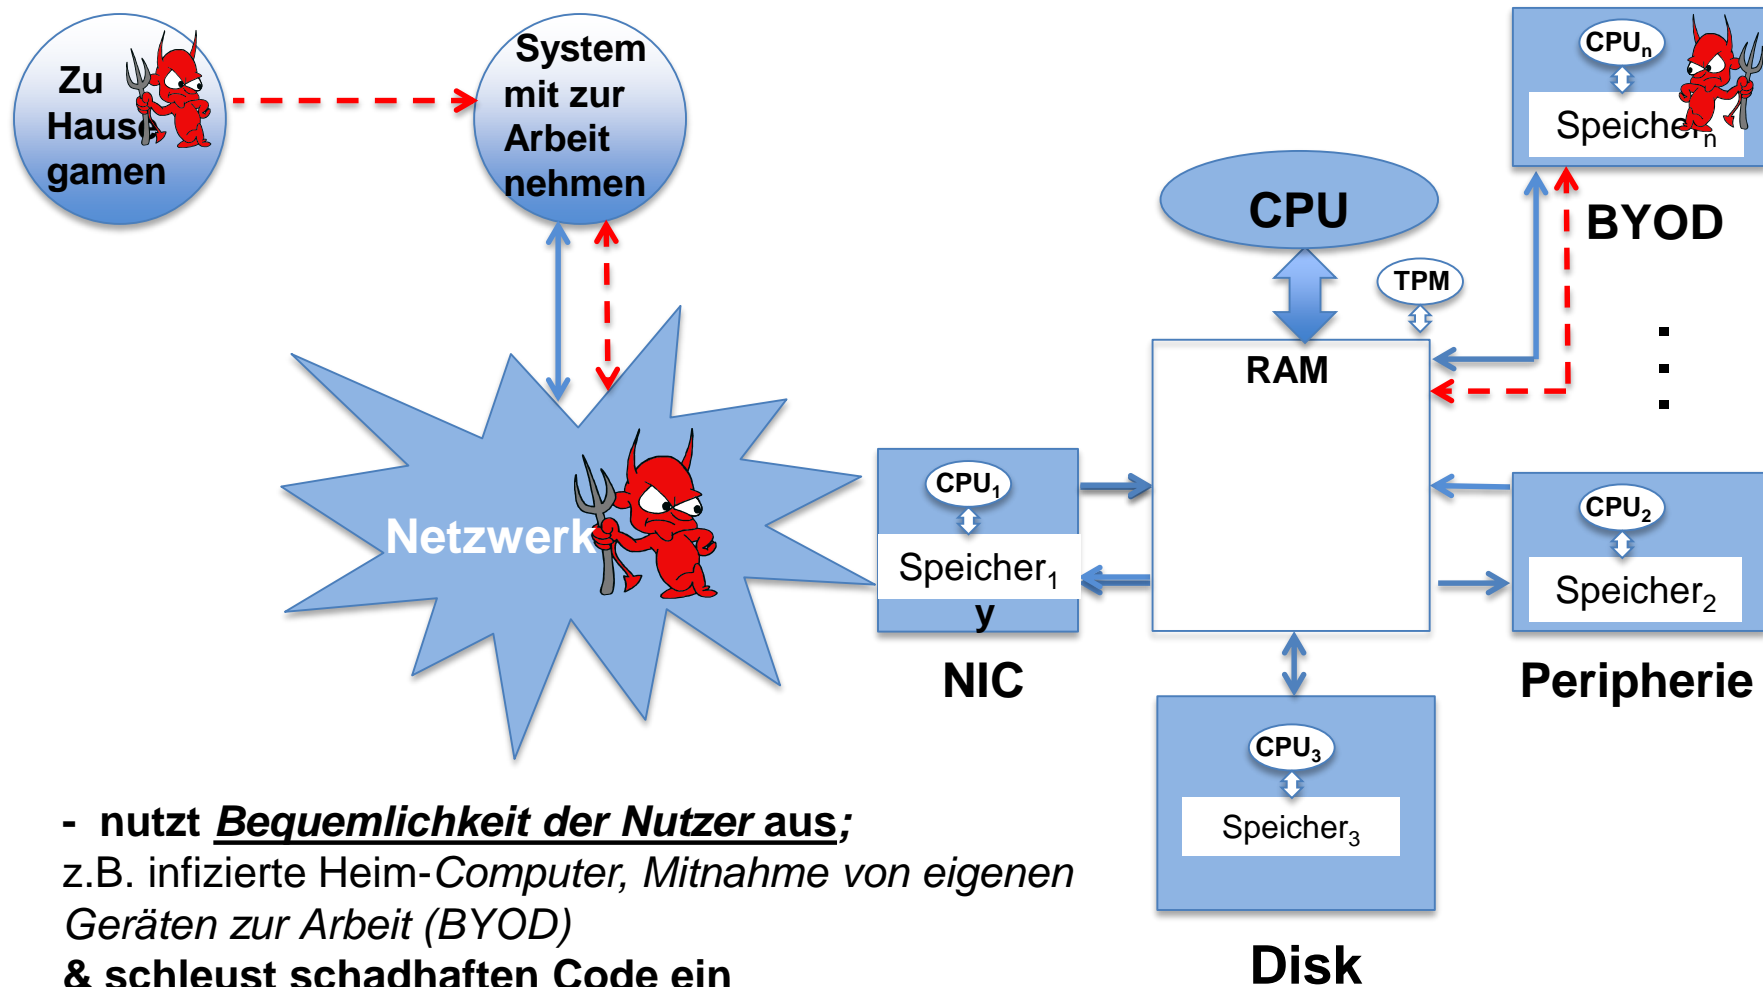 Zu
Hause
gamen
System
mit zur
Arbeit
nehmen
CPUn
Speichern
BYOD
CPU
TPM
RAM
Netzwerk
CPU1
Speicher1
y
NIC
CPU2
Speicher2
Peripherie
CPU3
Speicher3
Disk
- nutzt Bequemlichkeit der Nutzer aus;
z.B. infizierte Heim-Computer, Mitnahme von eigenen
Geräten zur Arbeit (BYOD)
& schleust schadhaften Code ein